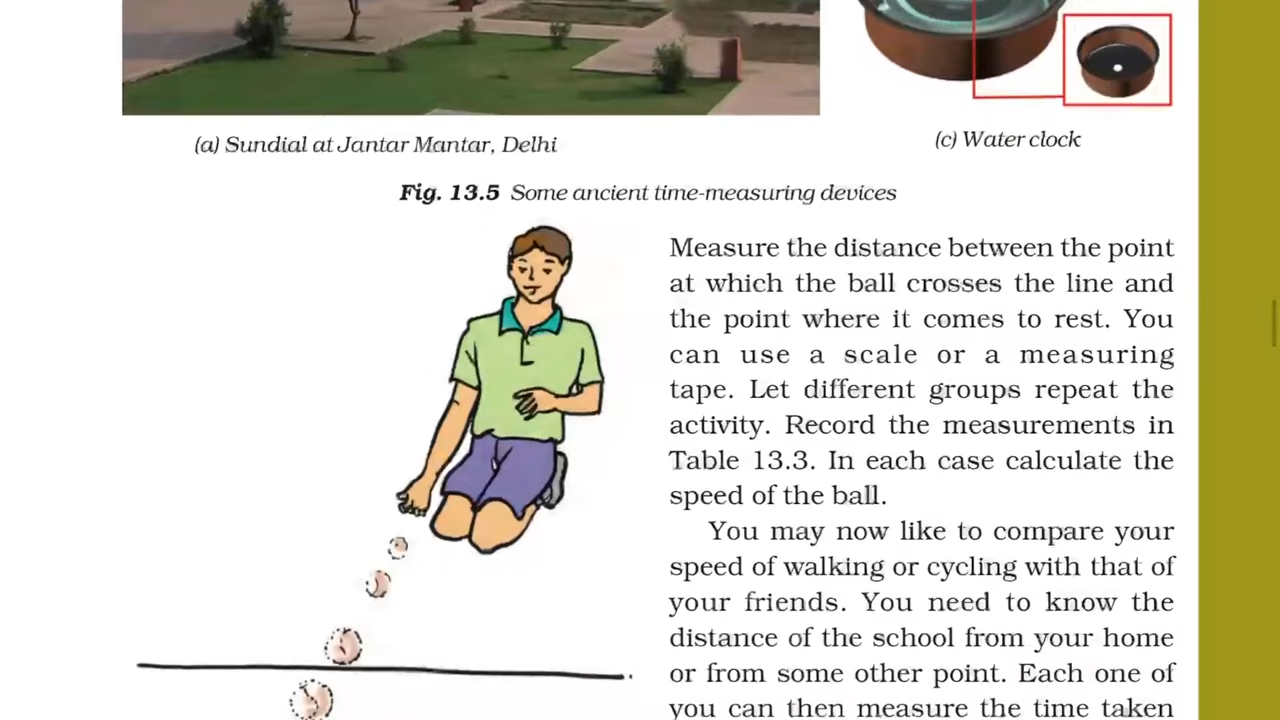 (a) Sundial at Jantar Mantar, Delhi
(c) Water clock
Fig. 13.5 Some ancient time-measuring devices
Measure the distance between the point
at which the ball crosses the line and
the point where it comes to rest. You
can use a scale or a measuring
tape. Let different groups repeat the
activity. Record the measurements in
Table 13.3. In each case calculate the
speed of the ball.
You may now like to compare your
speed of walking or cycling with that of
your friends. You need to know the
distance of the school from your home
or from some other point. Each one of
you can then measure the time taken